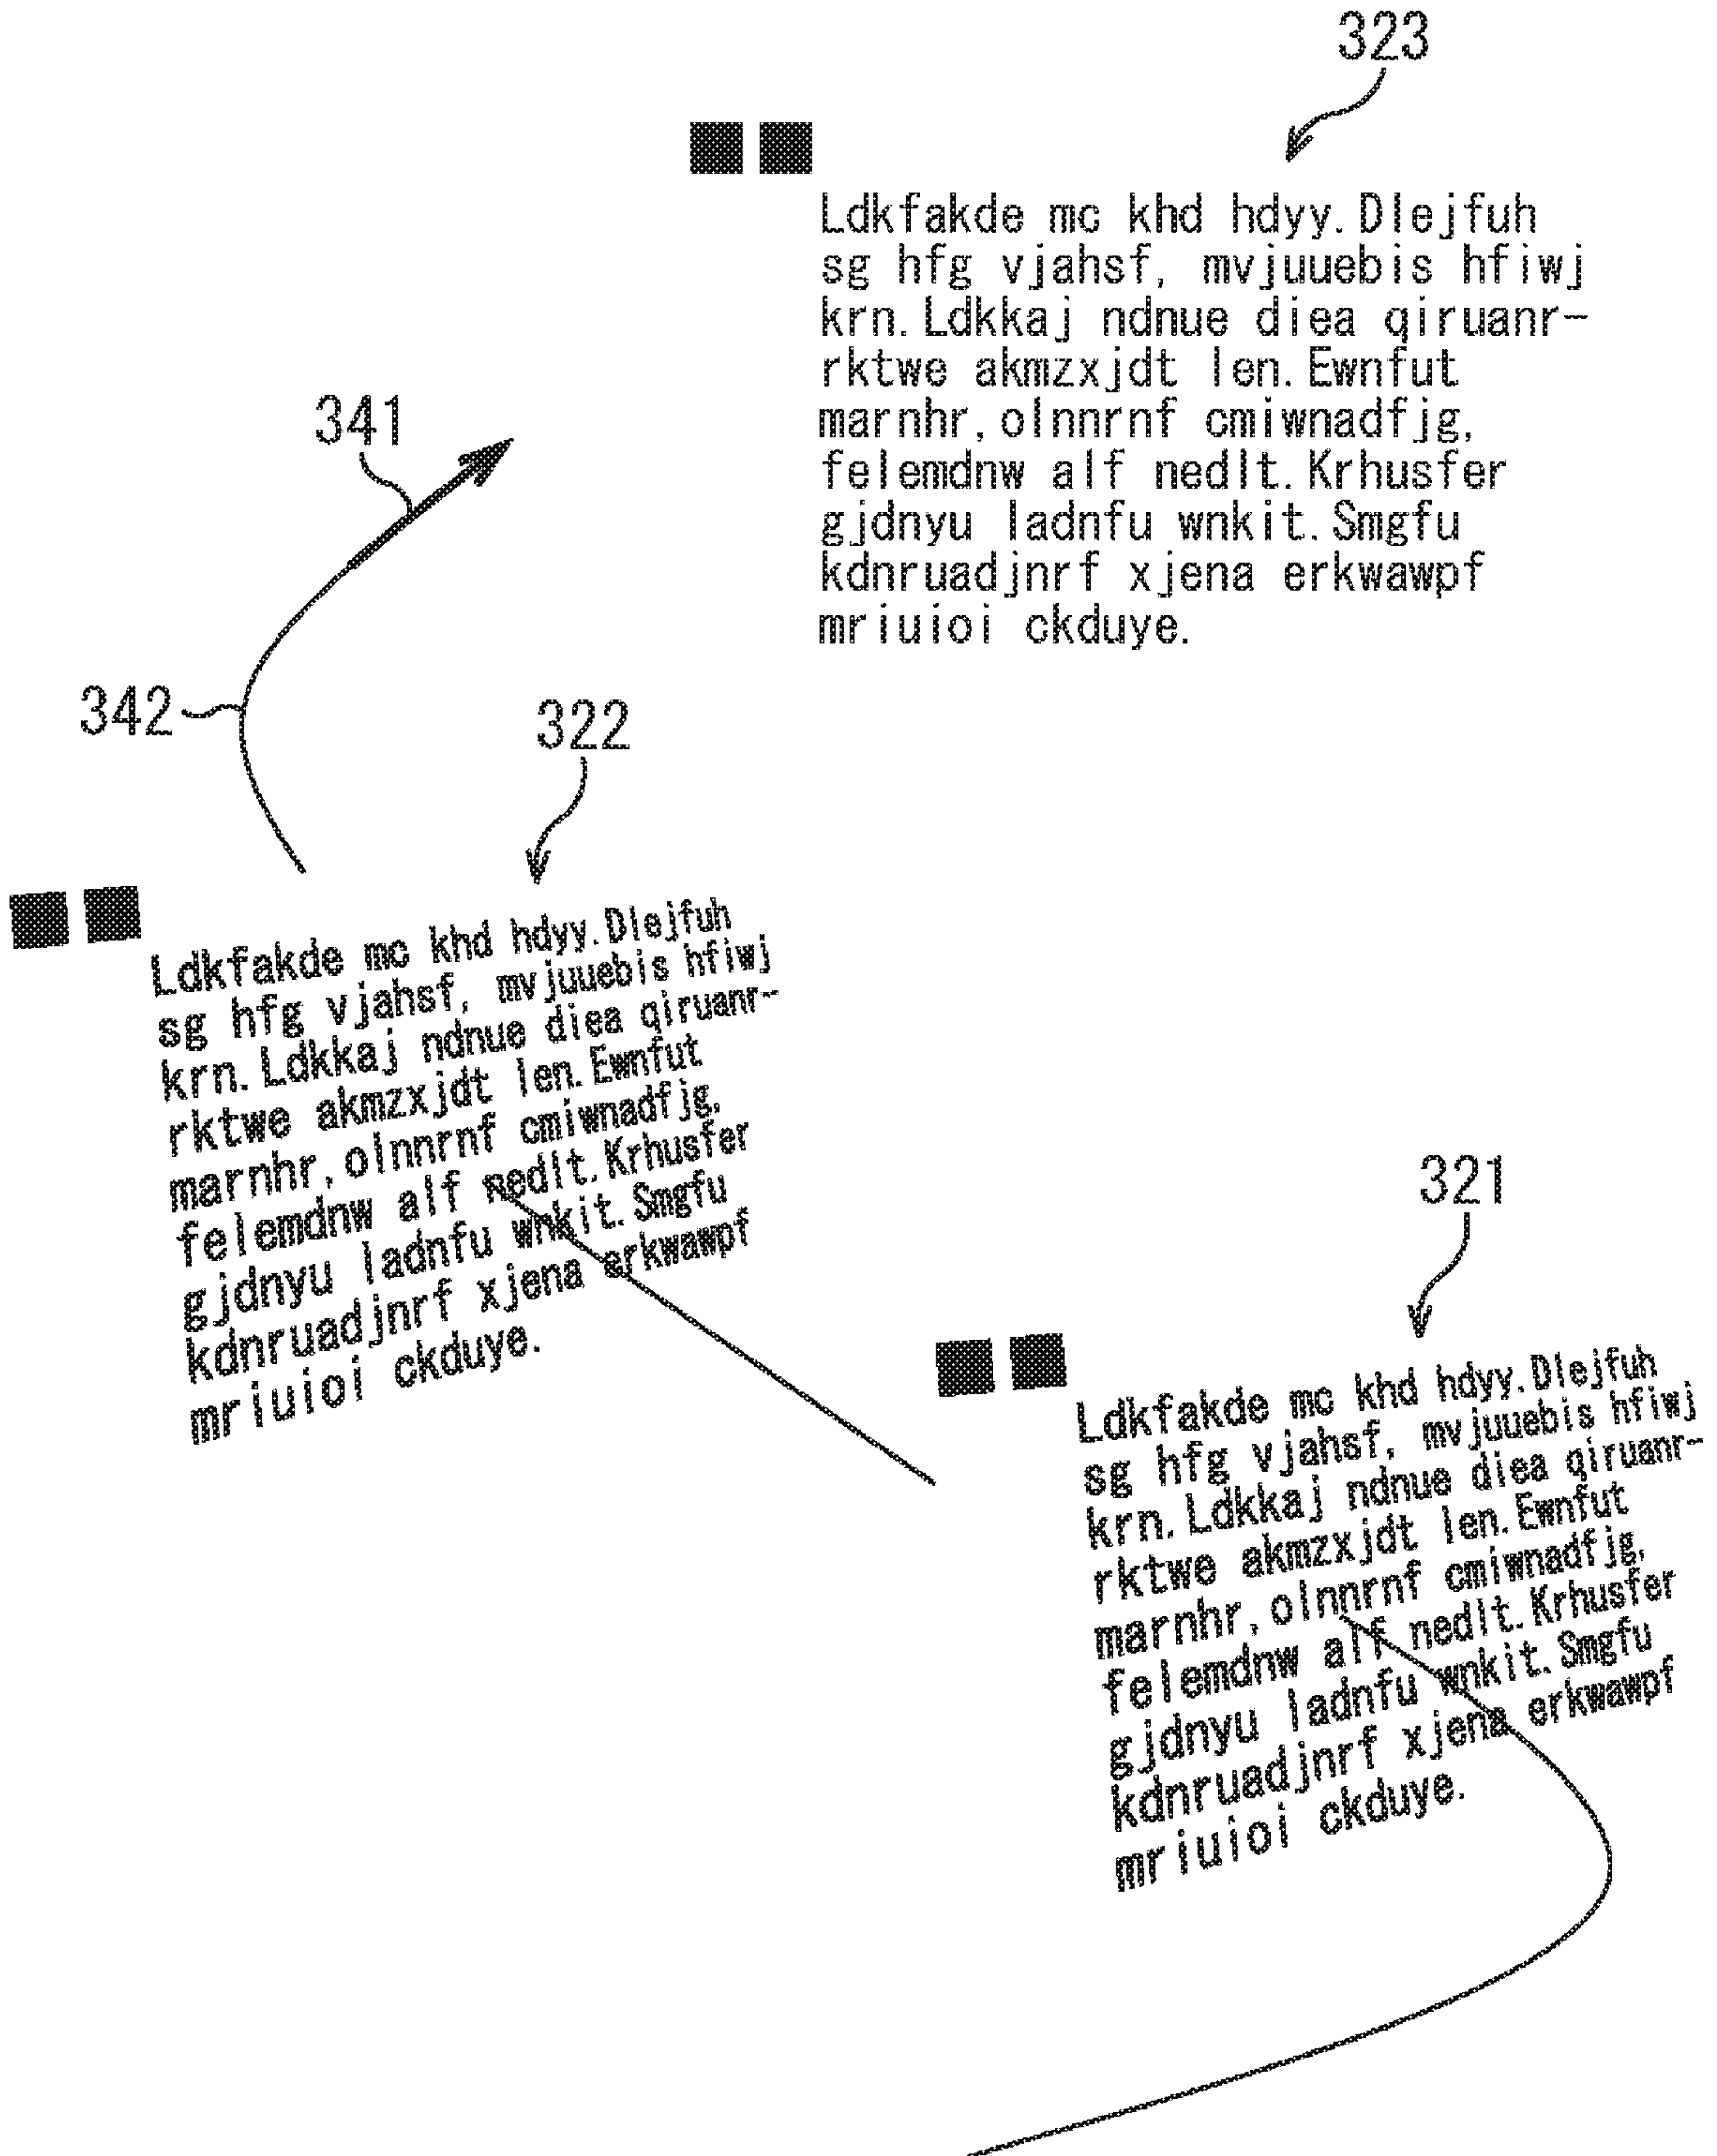 323
Ldkfakde mc khd hdyy. Dlejfuh
sg hfg vjahsf, mvjuuebis hfiwj
krn. Ldkkaj ndnue diea qiruanr-
rktwe akmzxjdt len. Ewnfut
marnhr, olnnrnf cmiwnadfjg,
felemdnw alf nedlt. Krhusfer
gjdnyu ladnfu wnkit. Smgfu
kdnruadjnrf xjena erkwawpf
mriuioi ckduye.
341
342
322
Ldkfakde mc khd hdyy. Dlejfuh
sg hfg vjahsf, mvjuuebis hfiwj
krn. Ldkkaj ndnue diea qiruanr-
rktwe akmzxjdt len. Ewnfut
marnhr, olnnrnf cmiwnadfjg,
felemdnw alf nedlt. Krhusfer
gjdnyu ladnfu wnkit. Smgfu
kdnruadjnrf xjena erkwawpf
mriuioi ckduye.
321
Ldkfakde mc khd hdyy. Dlejfuh
sg hfg vjahsf, mvjuuebis hfiwj
krn. Ldkkaj ndnue diea qiruanr-
rktwe akmzxjdt len. Ewnfut
marnhr, olnnrnf cmiwnadfjg,
felemdnw alf nedlt. Krhusfer
gjdnyu ladnfu wnkit. Smgfu
kdnruadjnrf xjena erkwawpf
mriuioi ckduye.